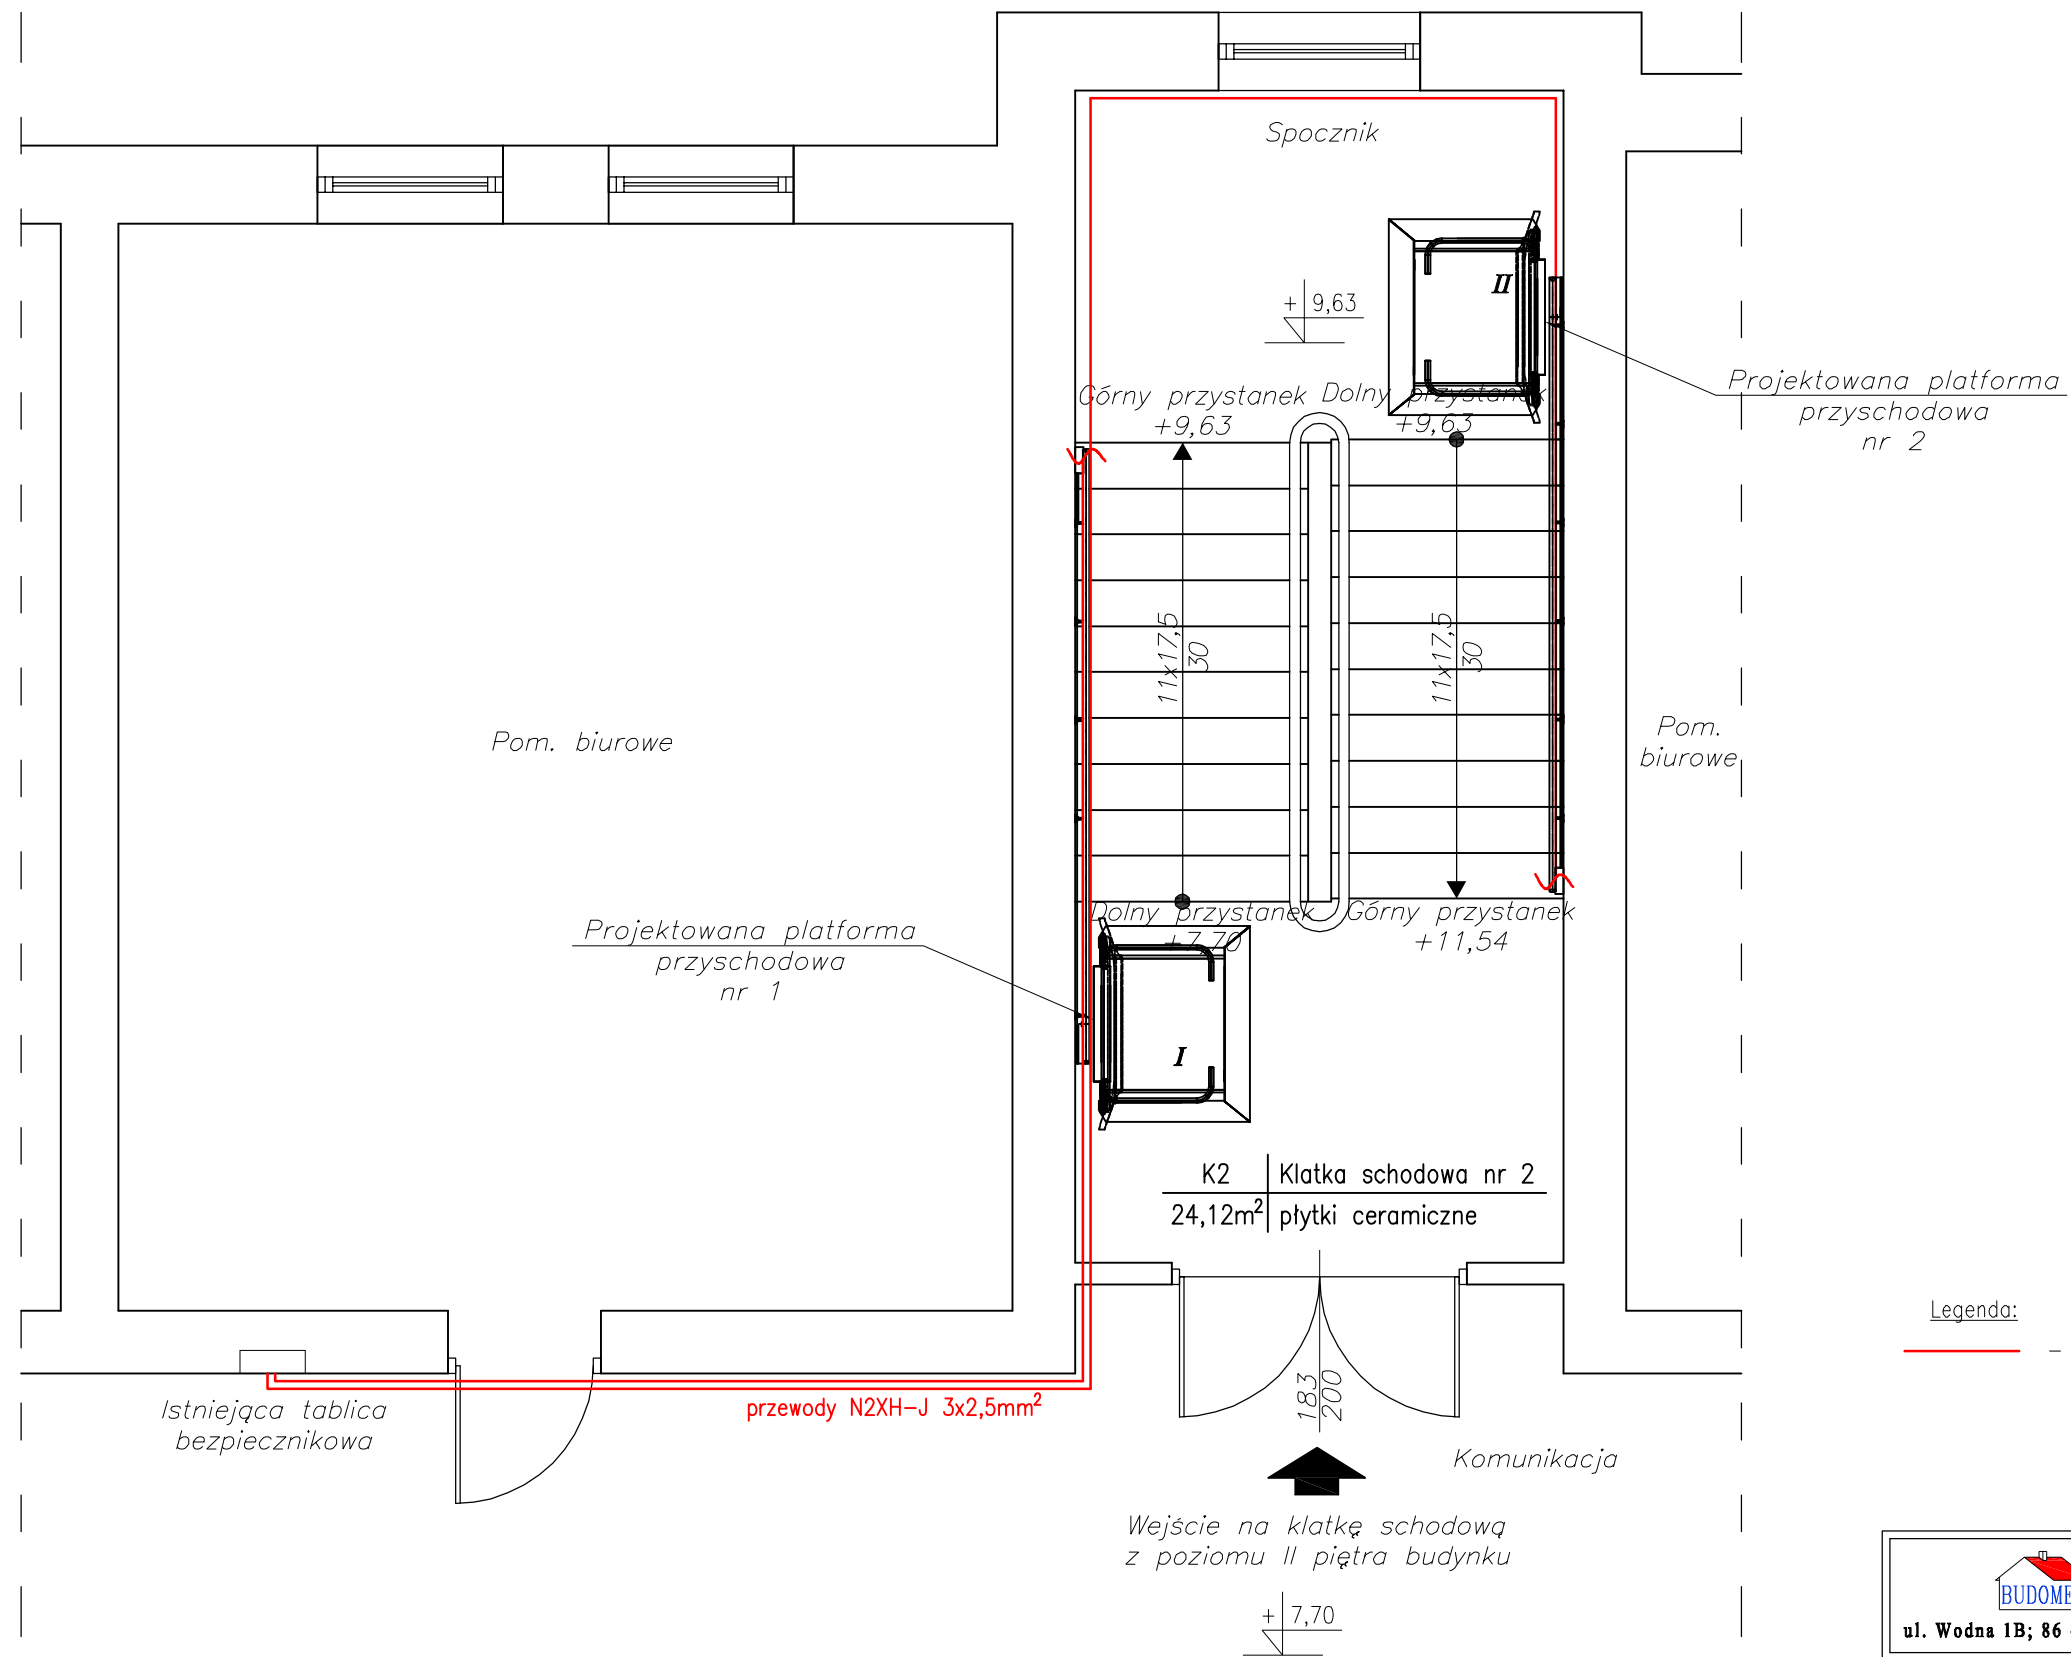 Spocznik
II
+ 9,63
Górny przystanek
+9,63
Dolny przystanek
+9,63
Projektowana platforma
przyschodowa
nr 2
11x17,5
30
11x17,5
30
Pom. biurowe
Pom.
biurowe
Dolny przystanek
+7,70
Górny przystanek
+11,54
Projektowana platforma
przyschodowa
nr 1
I
K2 Klatka schodowa nr 2
24,12m² płytki ceramiczne
Legenda:
–
183
200
przewody N2XH-J 3x2,5mm²
Istniejąca tablica
bezpiecznikowa
Komunikacja
Wejście na klatkę schodową
z poziomu II piętra budynku
+ 7,70
BUDOME
ul. Wodna 1B; 86